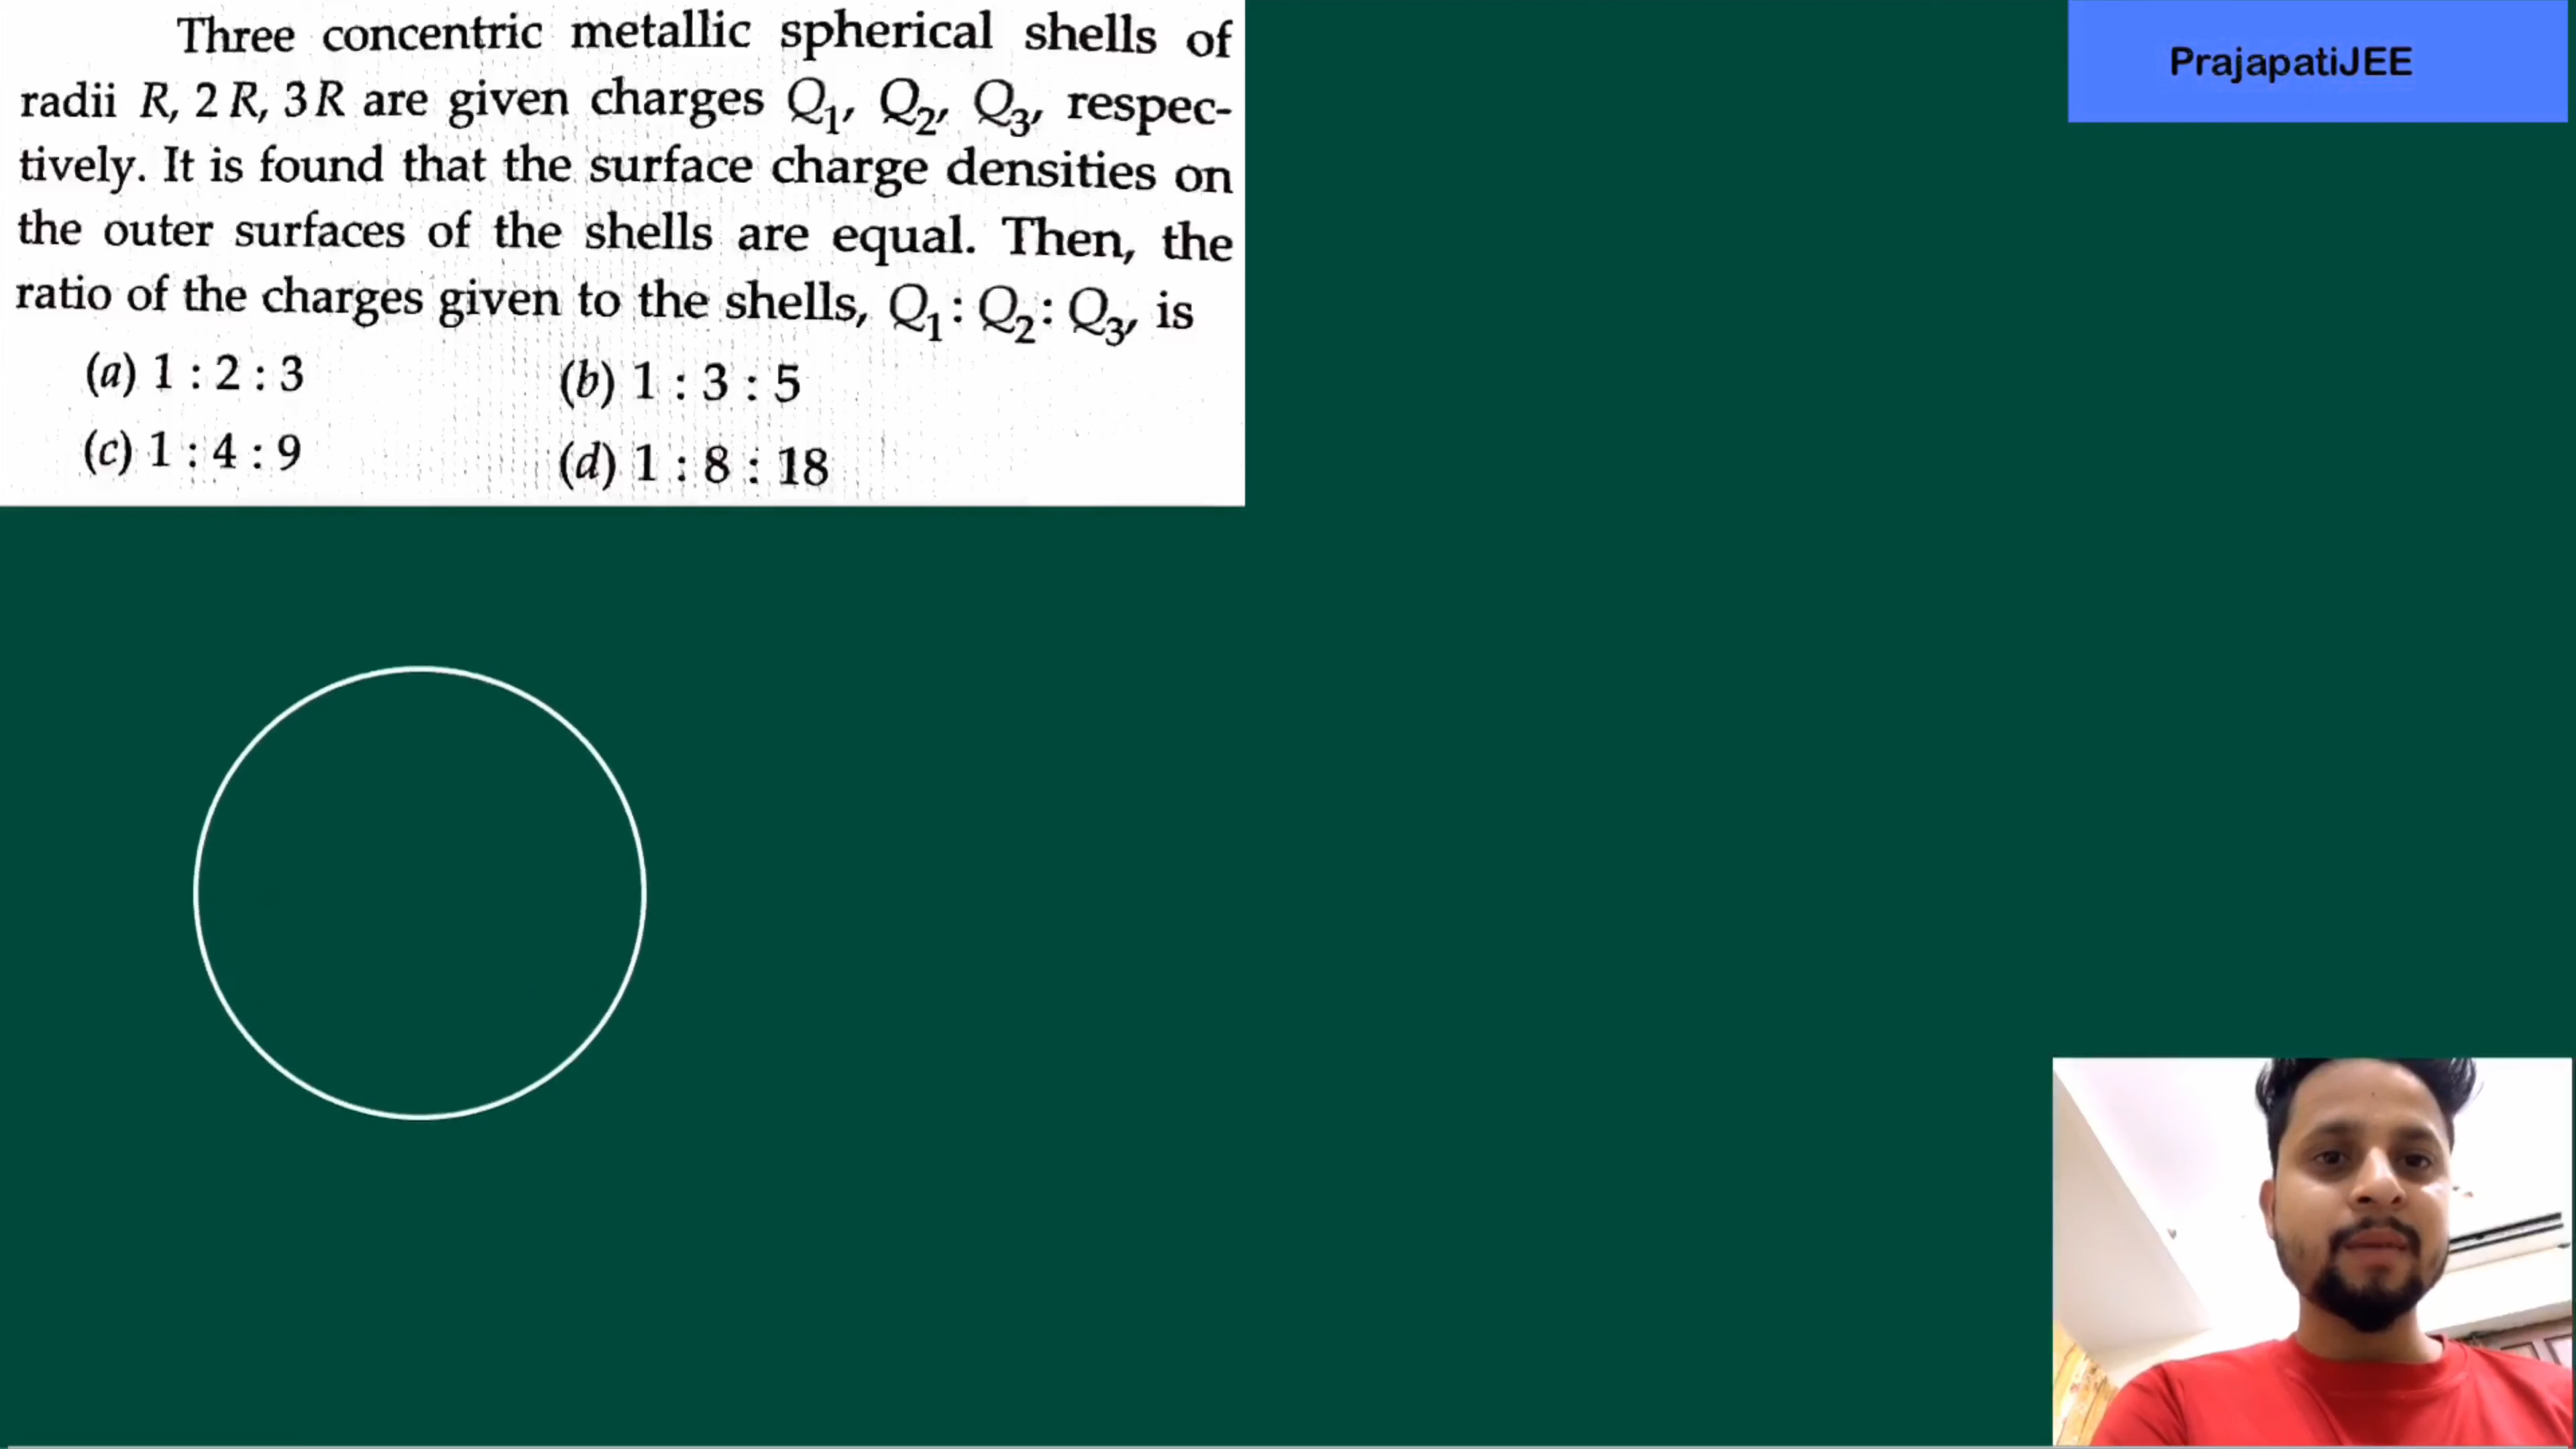 Three concentric metallic spherical shells of
radii R, 2R, 3R are given charges Q₁, Q₂, Q₃, respec-
tively. It is found that the surface charge densities on
the outer surfaces of the shells are equal. Then, the
ratio of the charges given to the shells, Q₁ : Q₂ : Q₃, is
(a) 1 : 2 : 3 (b) 1 : 3 : 5
(c) 1 : 4 : 9 (d) 1 : 8 : 18
PrajapatiJEE